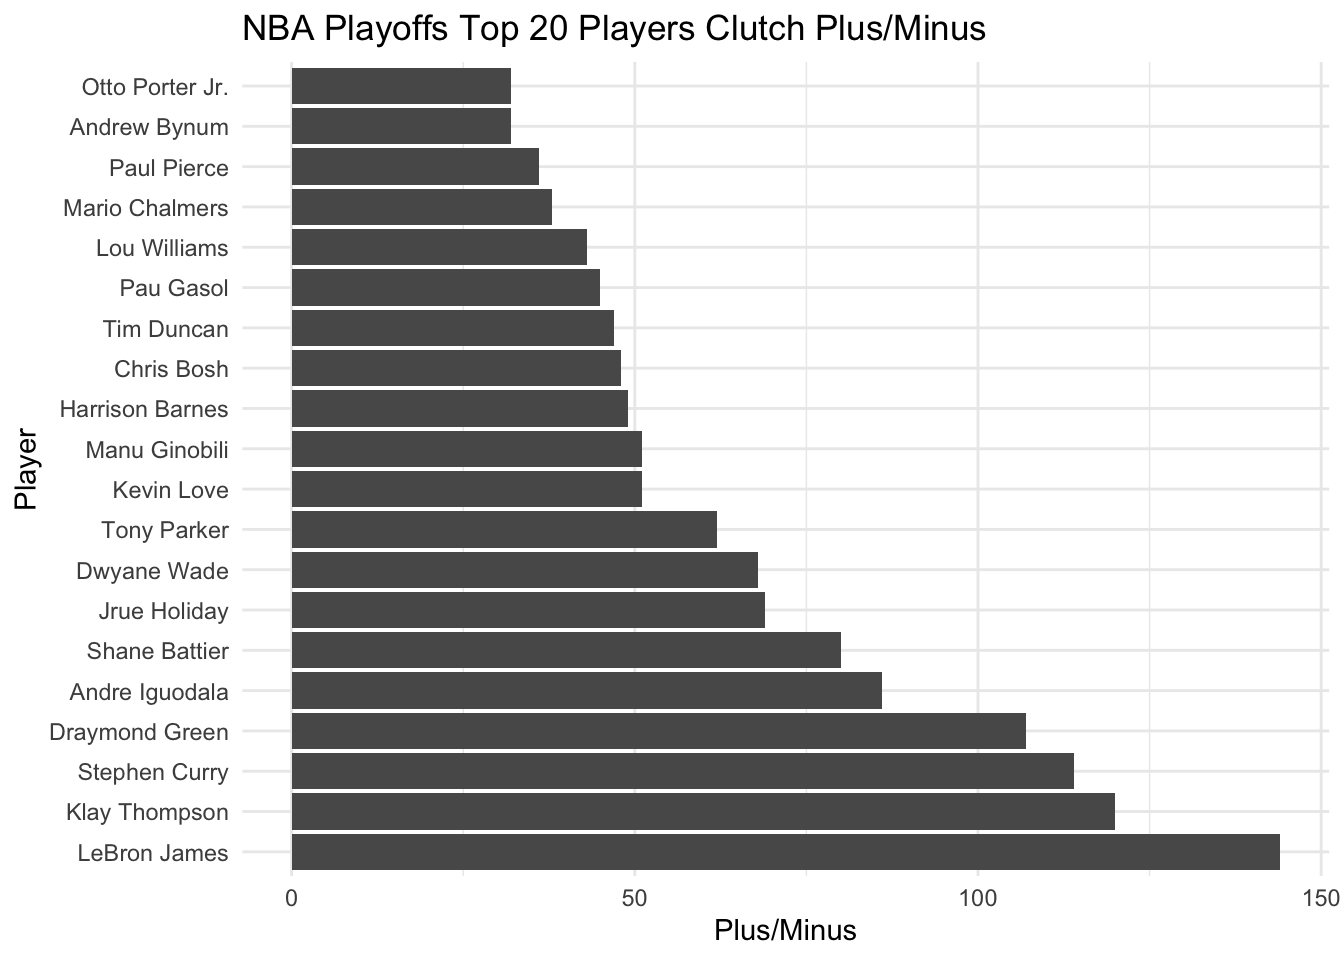 NBA Playoffs Top 20 Players Clutch Plus/Minus
Otto Porter Jr.
Andrew Bynum
Paul Pierce
Mario Chalmers
Lou Williams
Pau Gasol
Tim Duncan
Chris Bosh
Harrison Barnes
Manu Ginobili
Kevin Love
Tony Parker
Dwyane Wade
Jrue Holiday
Shane Battier
Andre Iguodala
Draymond Green
Stephen Curry
Klay Thompson
LeBron James
Player
0 50 100 150
Plus/Minus